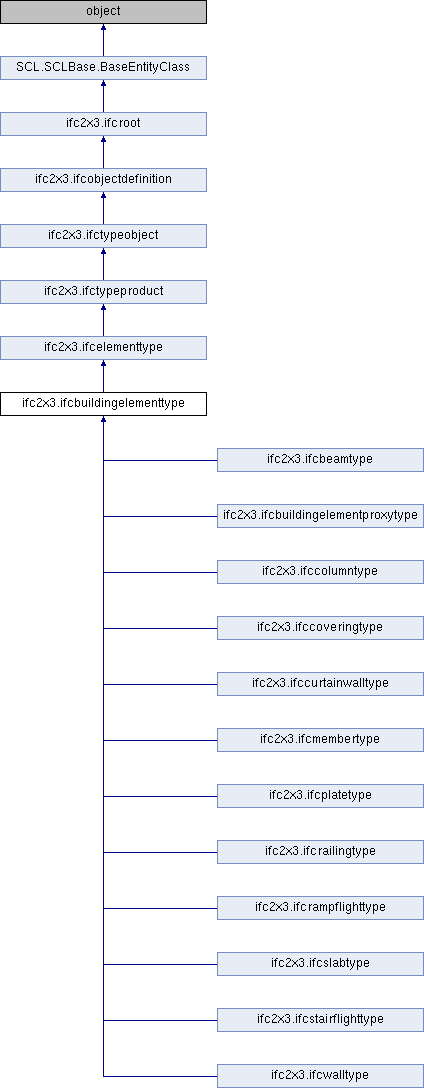 object
SCL.SCLBase.BaseEntityClass
ifc2x3.ifcroot
ifc2x3.ifcobjectdefinition
ifc2x3.ifctypeobject
ifc2x3.ifctypeproduct
ifc2x3.ifcelementtype
ifc2x3.ifcbuildingelementtype
ifc2x3.ifcbeamtype
ifc2x3.ifcbuildingelementproxytype
ifc2x3.ifccolumntype
ifc2x3.ifccoveringtype
ifc2x3.ifccurtainwalltype
ifc2x3.ifcmembertype
ifc2x3.ifcplatetype
ifc2x3.ifcrailingtype
ifc2x3.ifcrampflighttype
ifc2x3.ifcslabtype
ifc2x3.ifcstairflighttype
ifc2x3.ifcwalltype